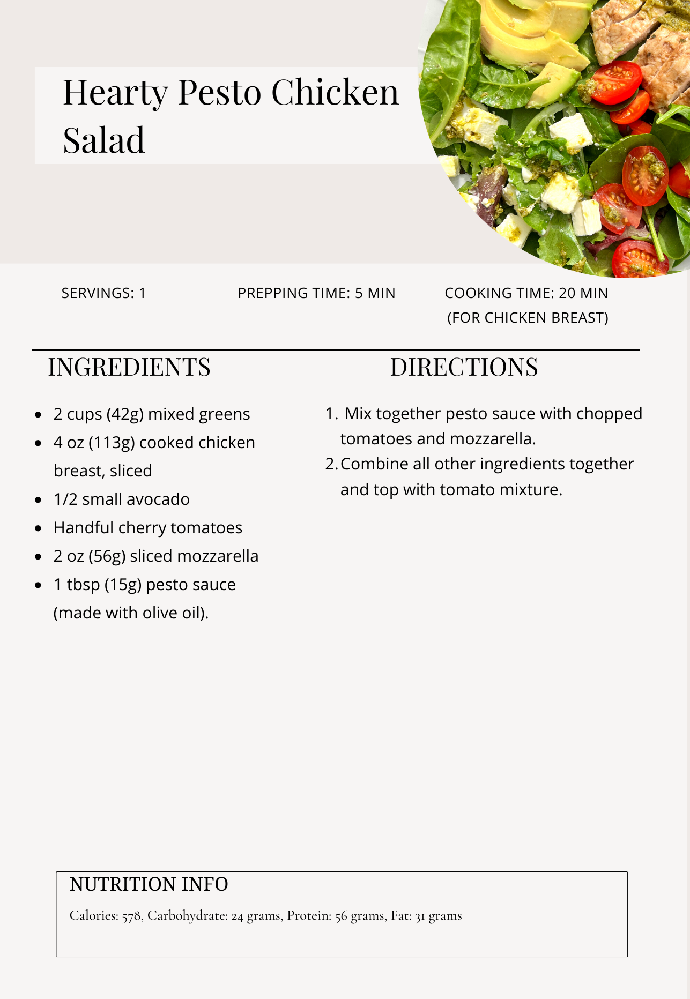 Hearty Pesto Chicken
Salad
SERVINGS: 1
PREPPING TIME: 5 MIN
COOKING TIME: 20 MIN
(FOR CHICKEN BREAST)
INGREDIENTS
• 2 cups (42g) mixed greens
• 4 oz (113g) cooked chicken
breast, sliced
• 1/2 small avocado
• Handful cherry tomatoes
• 2 oz (56g) sliced mozzarella
• 1 tbsp (15g) pesto sauce
(made with olive oil).
DIRECTIONS
1. Mix together pesto sauce with chopped
tomatoes and mozzarella.
2. Combine all other ingredients together
and top with tomato mixture.
NUTRITION INFO
Calories: 578, Carbohydrate: 24 grams, Protein: 56 grams, Fat: 31 grams